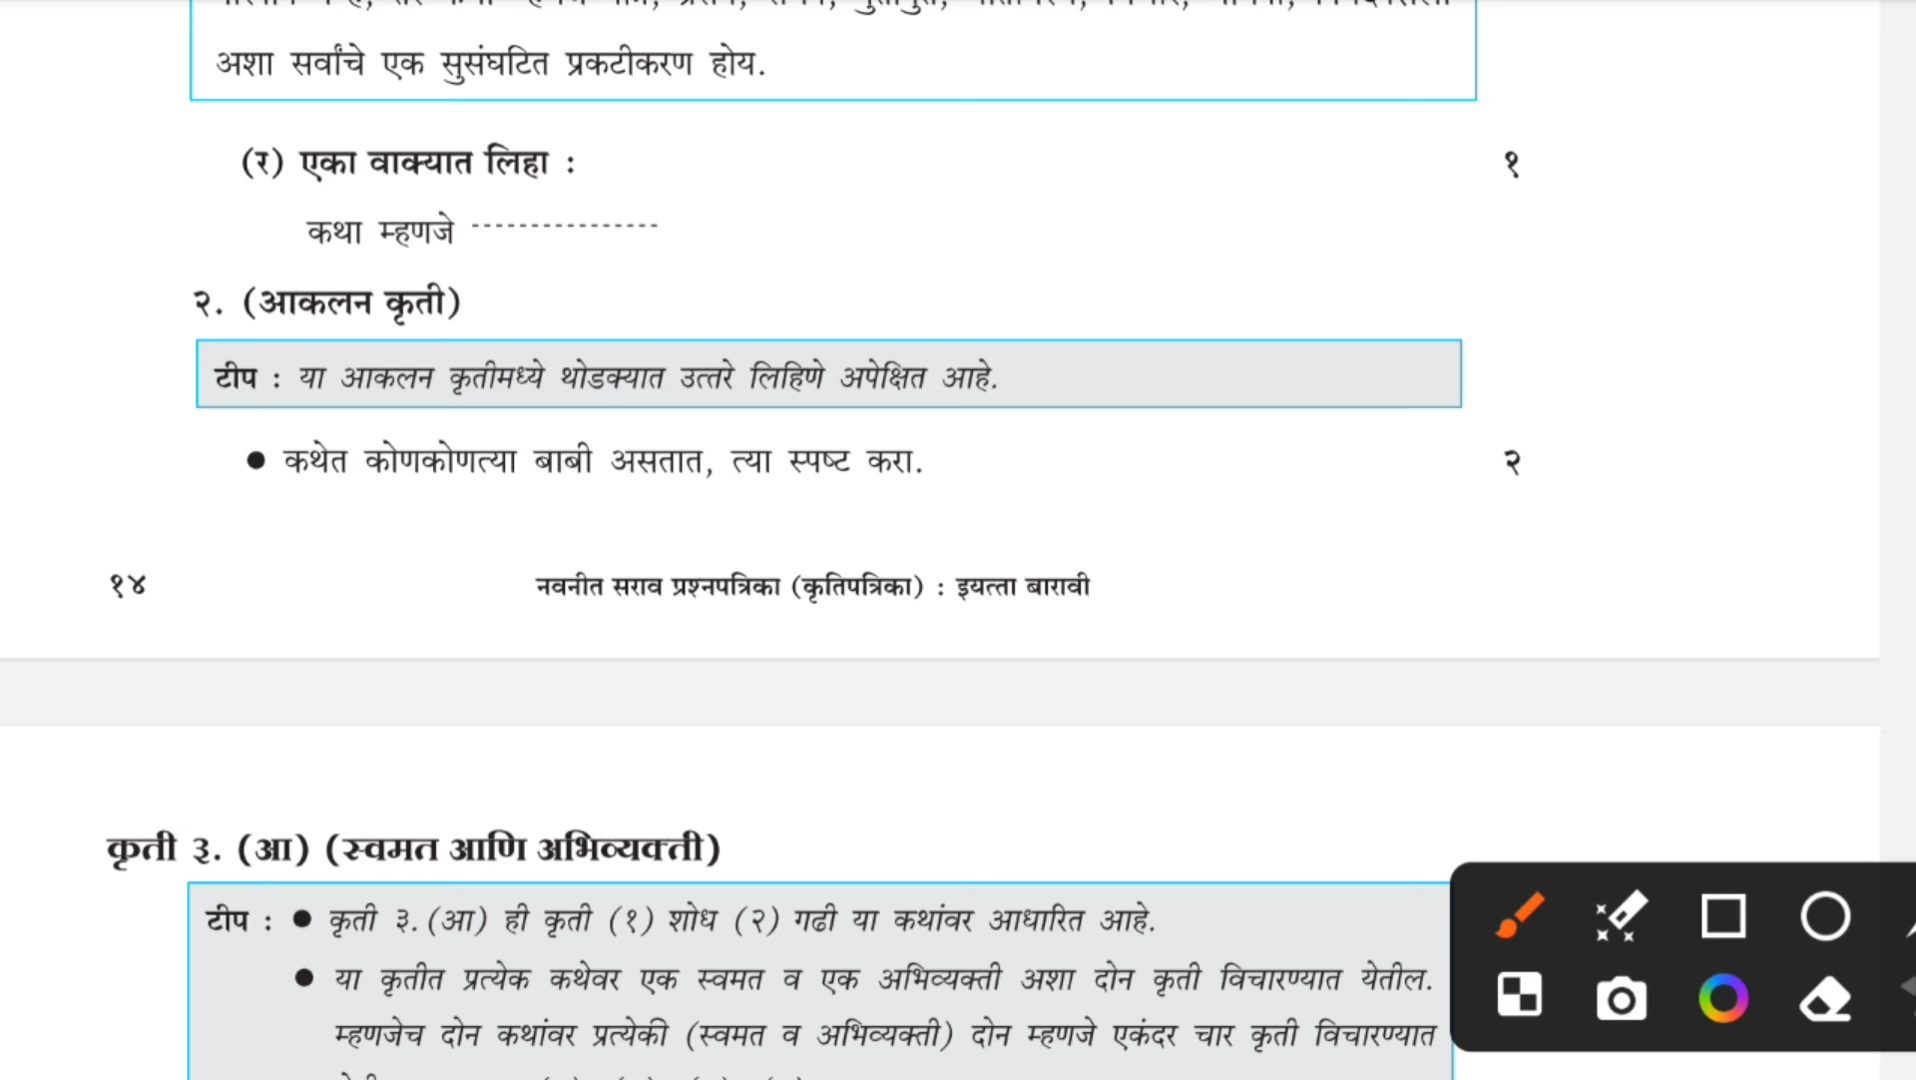 अशा सर्वांचे एक सुसंघटित प्रकटीकरण होय.
(र) एका वाक्यात लिहा : १
कथा म्हणजे ----------------
२. (आकलन कृती)
टीप : या आकलन कृतीमध्ये थोडक्यात उत्तरे लिहिणे अपेक्षित आहे.
● कथेत कोणकोणत्या बाबी असतात, त्या स्पष्ट करा. २
१४ नवनीत सराव प्रश्नपत्रिका (कृतिपत्रिका) : इयत्ता बारावी
कृती ३. (आ) (स्वमत आणि अभिव्यक्ती)
टीप : ● कृती ३. (आ) ही कृती (१) शोध (२) गढी या कथांवर आधारित आहे.
● या कृतीत प्रत्येक कथेवर एक स्वमत व एक अभिव्यक्ती अशा दोन कृती विचारण्यात येतील.
म्हणजेच दोन कथांवर प्रत्येकी (स्वमत व अभिव्यक्ती) दोन म्हणजे एकंदर चार कृती विचारण्यात